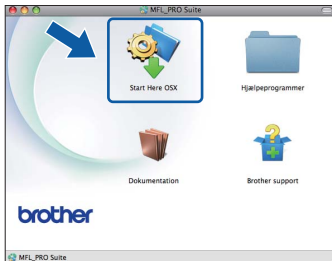 MFL_PRO Suite
Start Here OSX
Hjælpeprogrammer
Dokumentation
Brother support
brother
MFL_PRO Suite